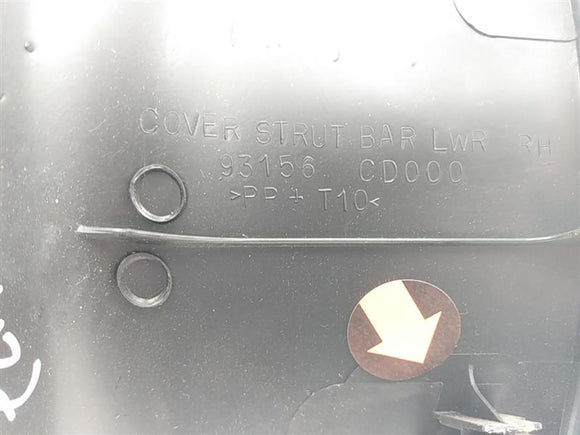 COVER STRUT BAR LWR RH
93156 CD000
>PP+T10<